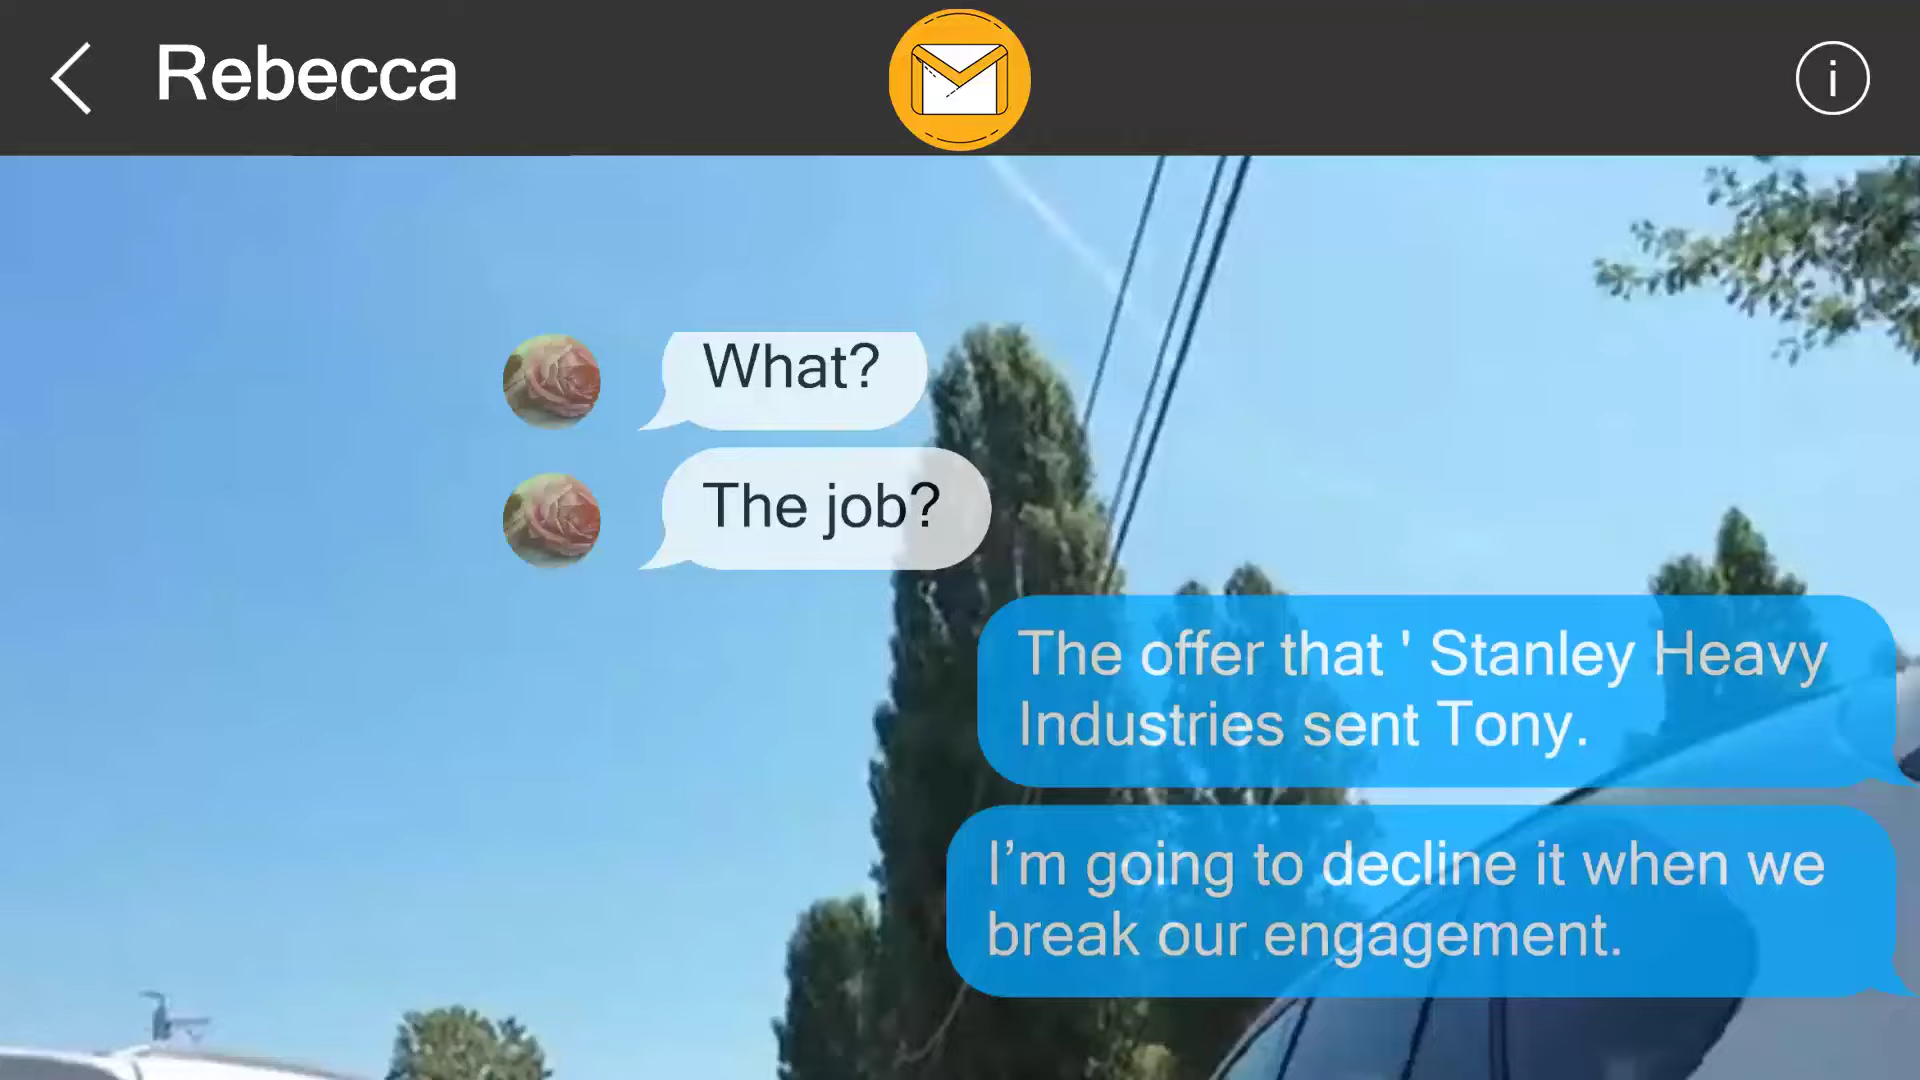 Rebecca
What?
The job?
The offer that ' Stanley Heavy
Industries sent Tony.
I’m going to decline it when we
break our engagement.